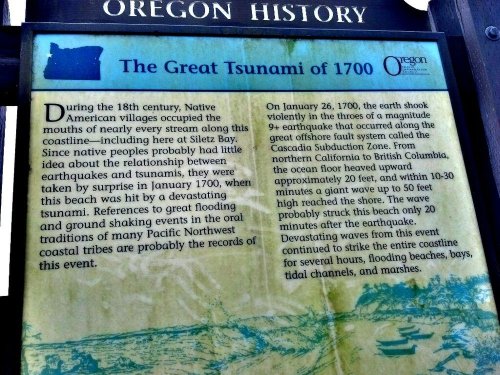 OREGON HISTORY
The Great Tsunami of 1700
Oregon
During the 18th century, Native
American villages occupied the
mouths of nearly every stream along this
coastline—including here at Siletz Bay.
Since native peoples probably had little
idea about the relationship between
earthquakes and tsunamis, they were
taken by surprise in January 1700, when
this beach was hit by a devastating
tsunami. References to great flooding
and ground shaking events in the oral
traditions of many Pacific Northwest
coastal tribes are probably the records of
this event.
On January 26, 1700, the earth shook
violently in the throes of a magnitude
9+ earthquake that occurred along the
great offshore fault system called the
Cascadia Subduction Zone. From
northern California to British Columbia,
the ocean floor heaved upward
approximately 20 feet, and within 10-30
minutes a giant wave up to 50 feet
high reached the shore. The wave
probably struck this beach only 20
minutes after the earthquake.
Devastating waves from this event
continued to strike the entire coastline
for several hours, flooding beaches, bays,
tidal channels, and marshes.